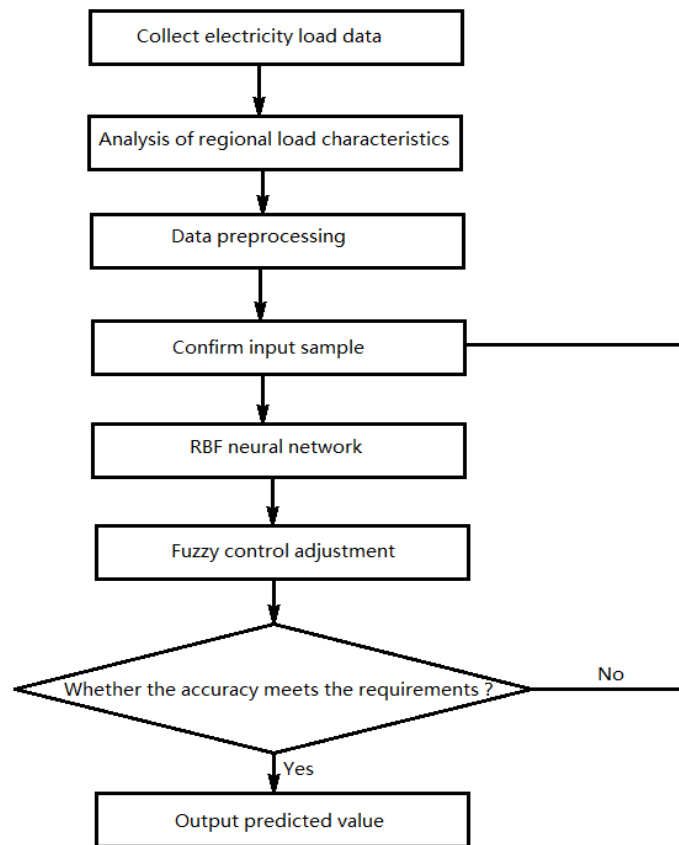 Collect electricity load data
Analysis of regional load characteristics
Data preprocessing
Confirm input sample
RBF neural network
Fuzzy control adjustment
Whether the accuracy meets the requirements ?
No
Yes
Output predicted value